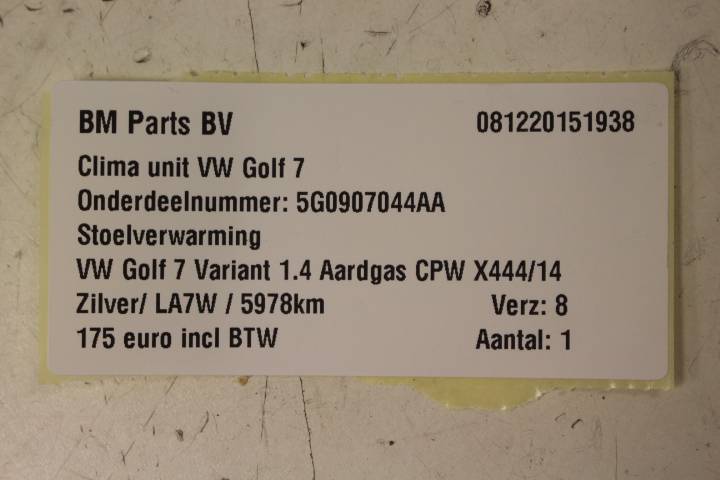 BM Parts BV 081220151938
Clima unit VW Golf 7
Onderdeelnummer: 5G0907044AA
Stoelverwarming
VW Golf 7 Variant 1.4 Aardgas CPW X444/14
Zilver/ LA7W / 5978km Verz: 8
175 euro incl BTW Aantal: 1